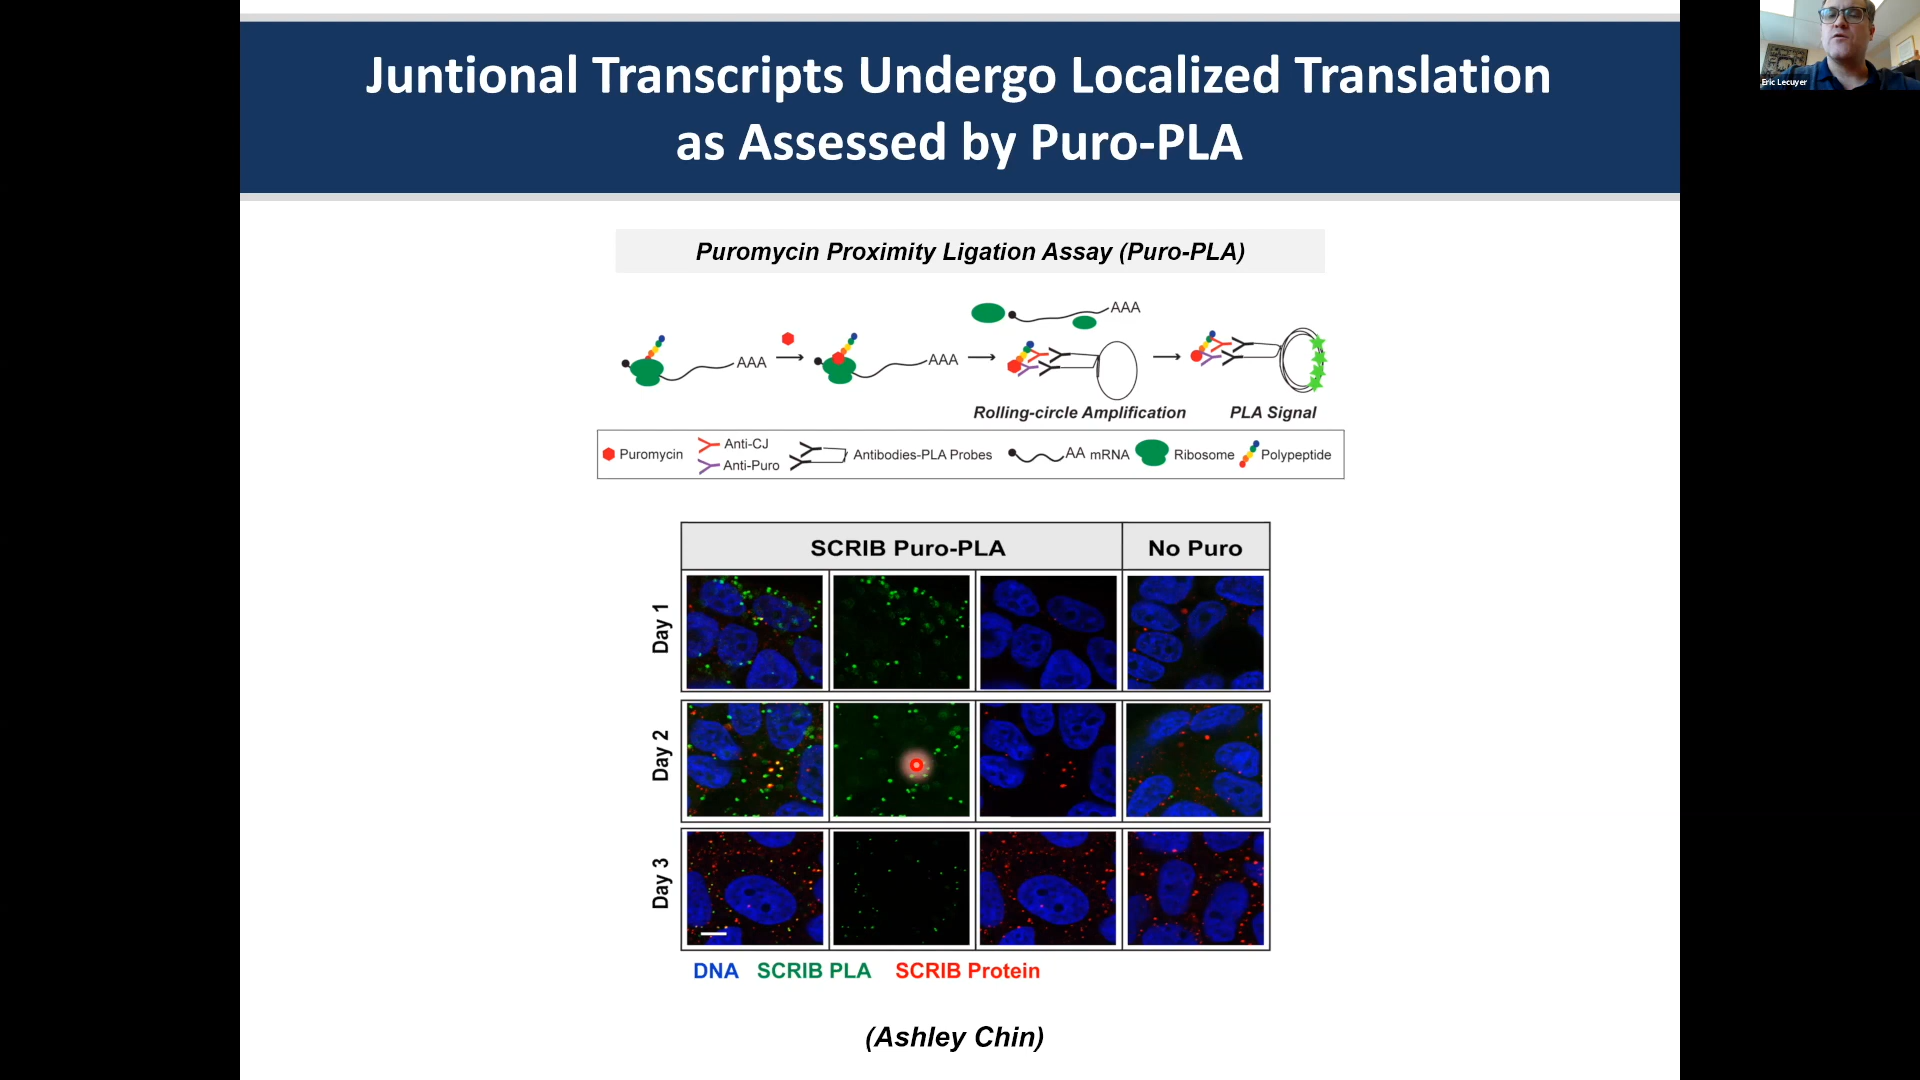 Juntional Transcripts Undergo Localized Translation
as Assessed by Puro-PLA
Eric Lecuyer
Puromycin Proximity Ligation Assay (Puro-PLA)
AAA
AAA
AAA
Rolling-circle Amplification
PLA Signal
Puromycin
Anti-CJ
Anti-Puro
Antibodies-PLA Probes
AA mRNA
Ribosome
Polypeptide
SCRIB Puro-PLA
No Puro
Day 1
Day 2
Day 3
DNA SCRIB PLA SCRIB Protein
(Ashley Chin)